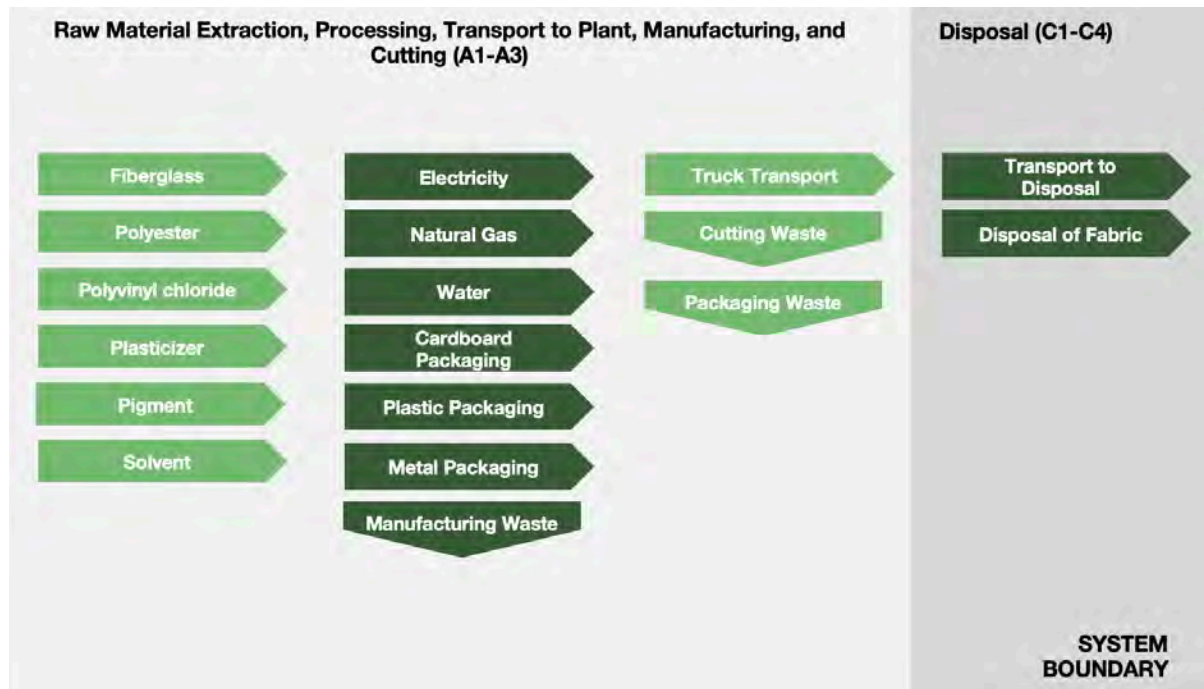 Raw Material Extraction, Processing, Transport to Plant, Manufacturing, and
Cutting (A1-A3)
Disposal (C1-C4)
Fiberglass
Polyester
Polyvinyl chloride
Plasticizer
Pigment
Solvent
Electricity
Natural Gas
Water
Cardboard
Packaging
Plastic Packaging
Metal Packaging
Manufacturing Waste
Truck Transport
Cutting Waste
Packaging Waste
Transport to
Disposal
Disposal of Fabric
SYSTEM
BOUNDARY